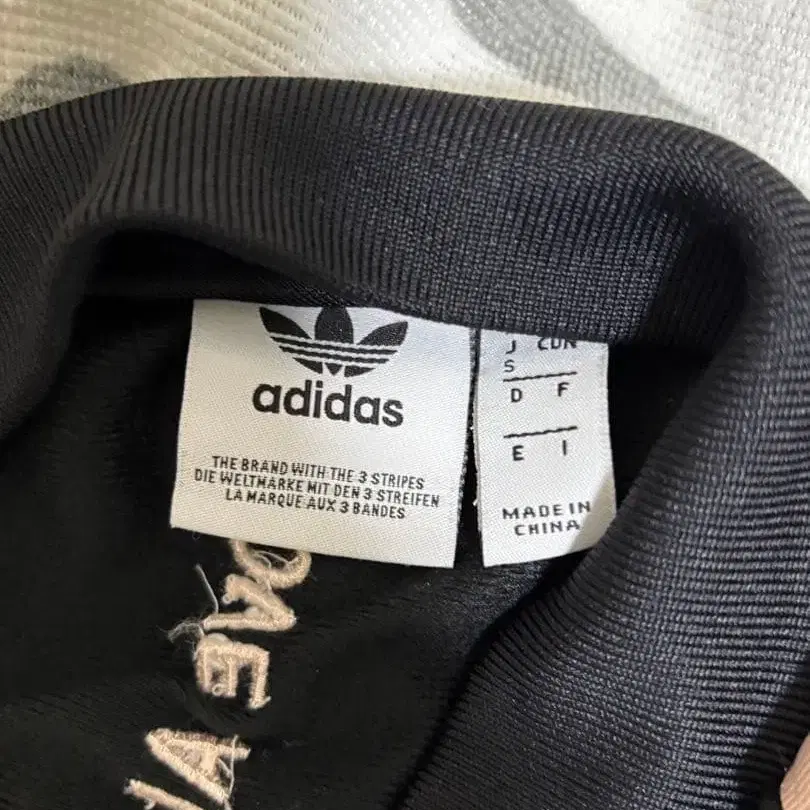 adidas
THE BRAND WITH THE 3 STRIPES
DIE WELTMARKE MIT DEN 3 STREIFEN
LA MARQUE AUX 3 BANDES
J CDN
S
D F
E I
MADE IN
CHINA